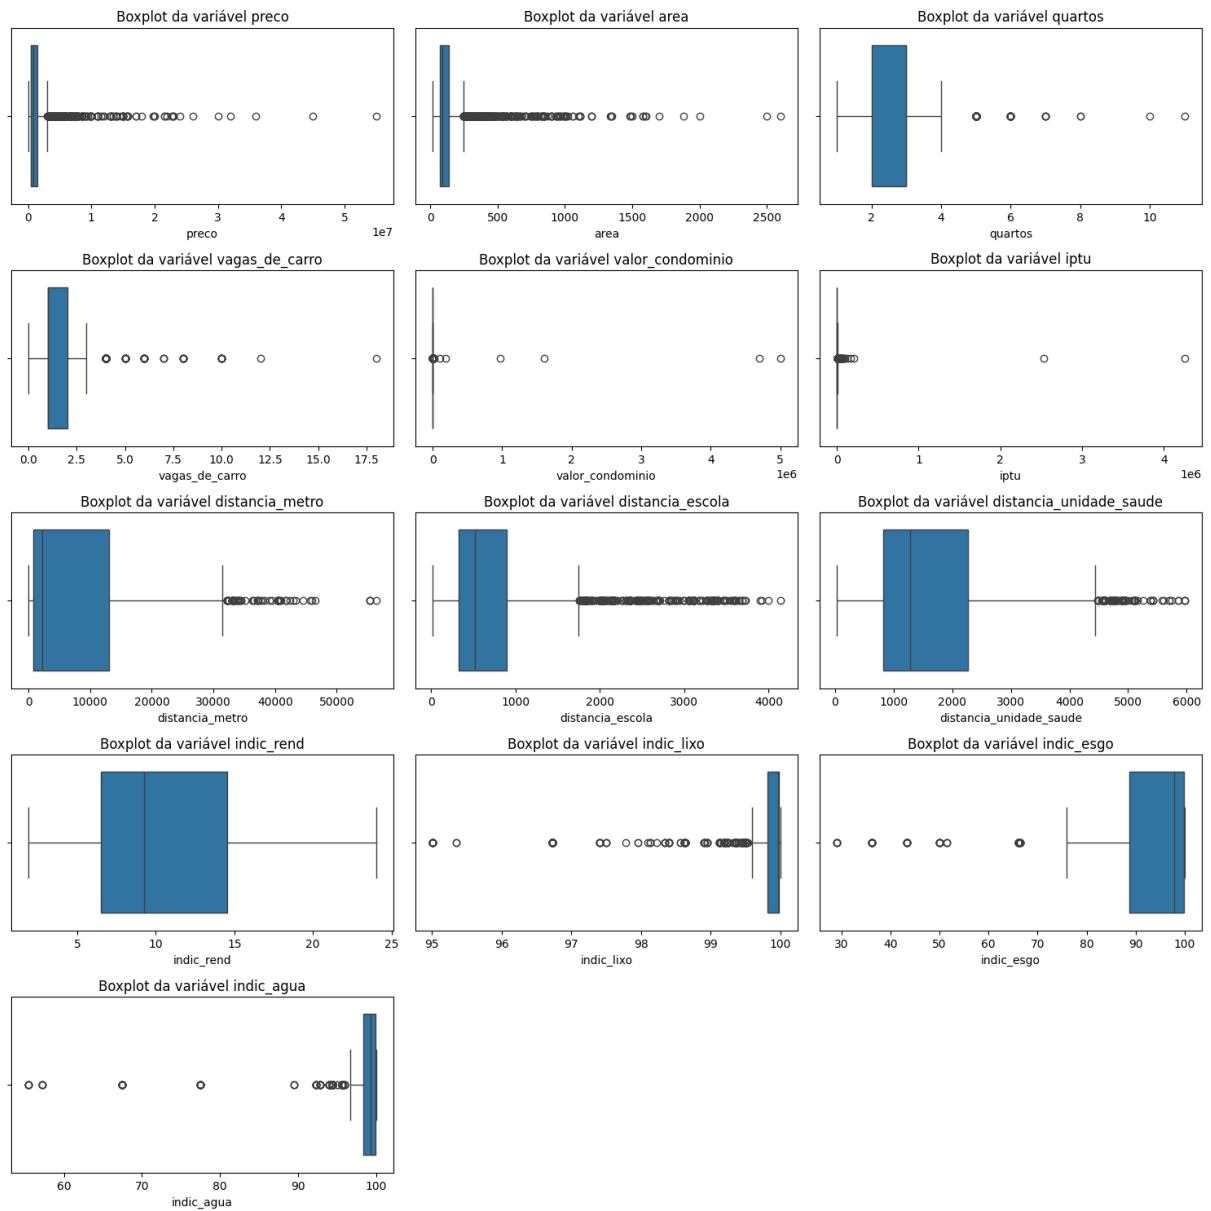 Boxplot da variável preco
0 1 2 3 4 5
1e7
preco
Boxplot da variável area
0 500 1000 1500 2000 2500
area
Boxplot da variável quartos
2 4 6 8 10
quartos
Boxplot da variável vagas_de_carro
0.0 2.5 5.0 7.5 10.0 12.5 15.0 17.5
vagas_de_carro
Boxplot da variável valor_condominio
0 1 2 3 4 5
1e6
valor_condominio
Boxplot da variável iptu
0 1 2 3 4
1e6
iptu
Boxplot da variável distancia_metro
0 10000 20000 30000 40000 50000
distancia_metro
Boxplot da variável distancia_escola
0 1000 2000 3000 4000
distancia_escola
Boxplot da variável distancia_unidade_saude
0 1000 2000 3000 4000 5000 6000
distancia_unidade_saude
Boxplot da variável indic_rend
5 10 15 20 25
indic_rend
Boxplot da variável indic_lixo
95 96 97 98 99 100
indic_lixo
Boxplot da variável indic_esgo
30 40 50 60 70 80 90 100
indic_esgo
Boxplot da variável indic_agua
60 70 80 90 100
indic_agua